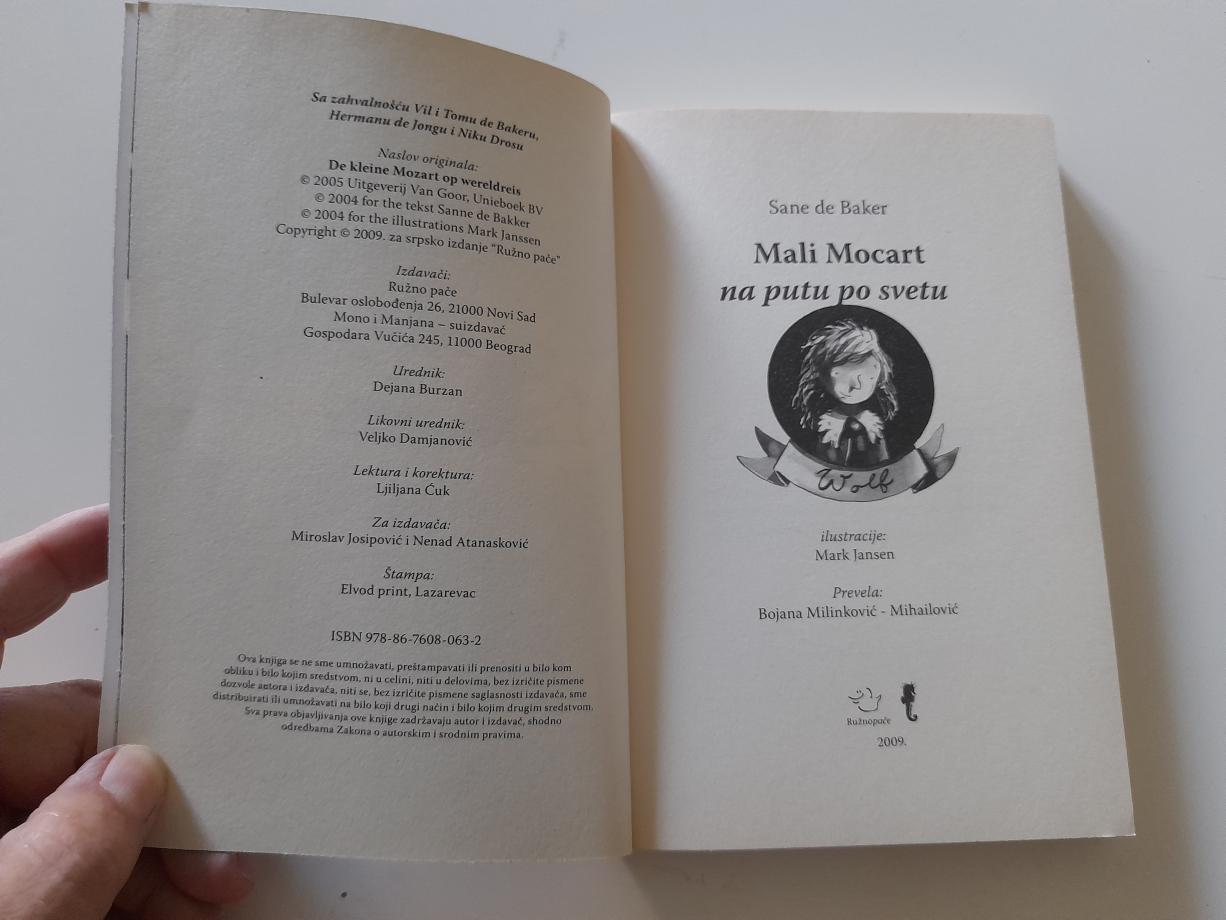 Sa zahvalnošću Vil i Tomu de Bakeru,
Hermanu de Jongu i Niku Drosu
Naslov originala:
De kleine Mozart op wereldreis
© 2005 Uitgeverij Van Goor, Unieboek BV
© 2004 for the tekst Sanne de Bakker
© 2004 for the illustrations Mark Janssen
Copyright © 2009. za srpsko izdanje "Ružno pače"
Izdavači:
Ružno pače
Bulevar oslobođenja 26, 21000 Novi Sad
Mono i Manjana – suizdavač
Gospodara Vučića 245, 11000 Beograd
Urednik:
Dejana Burzan
Likovni urednik:
Veljko Damjanović
Lektura i korektura:
Ljiljana Ćuk
Za izdavača:
Miroslav Josipović i Nenad Atanasković
Štampa:
Elvod print, Lazarevac
ISBN 978-86-7608-063-2
Ova knjiga se ne sme umnožavati, preštampavati ili prenositi u bilo kom
obliku i bilo kojim sredstvom, ni u celini, niti u delovima, bez izričite pismene
dozvole autora i izdavača, niti se, bez izričite pismene saglasnosti izdavača, sme
distribuirati ili umnožavati na bilo koji drugi način i bilo kojim drugim sredstvom.
Sva prava objavljivanja ove knjige zadržavaju autor i izdavač, shodno
odredbama Zakona o autorskim i srodnim pravima.
Sane de Baker
Mali Mocart
na putu po svetu
Wolf
ilustracije:
Mark Jansen
Prevela:
Bojana Milinković - Mihailović
Ružnopače
2009.